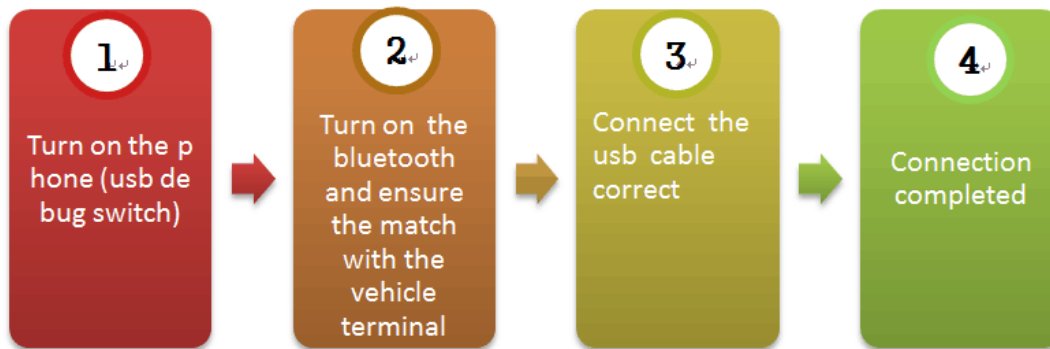 1
Turn on the p
hone (usb de
bug switch)
2
Turn on the
bluetooth
and ensure
the match
with the
vehicle
terminal
3
Connect the
usb cable
correct
4
Connection
completed